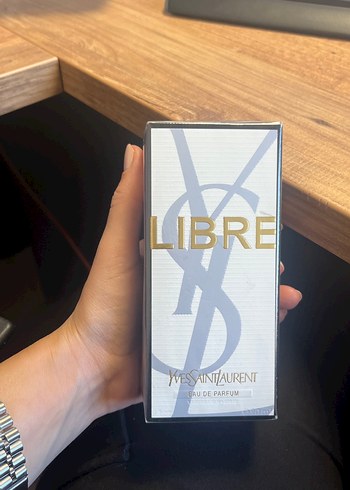 LIBRE
YVESSAINTLAURENT
EAU DE PARFUM